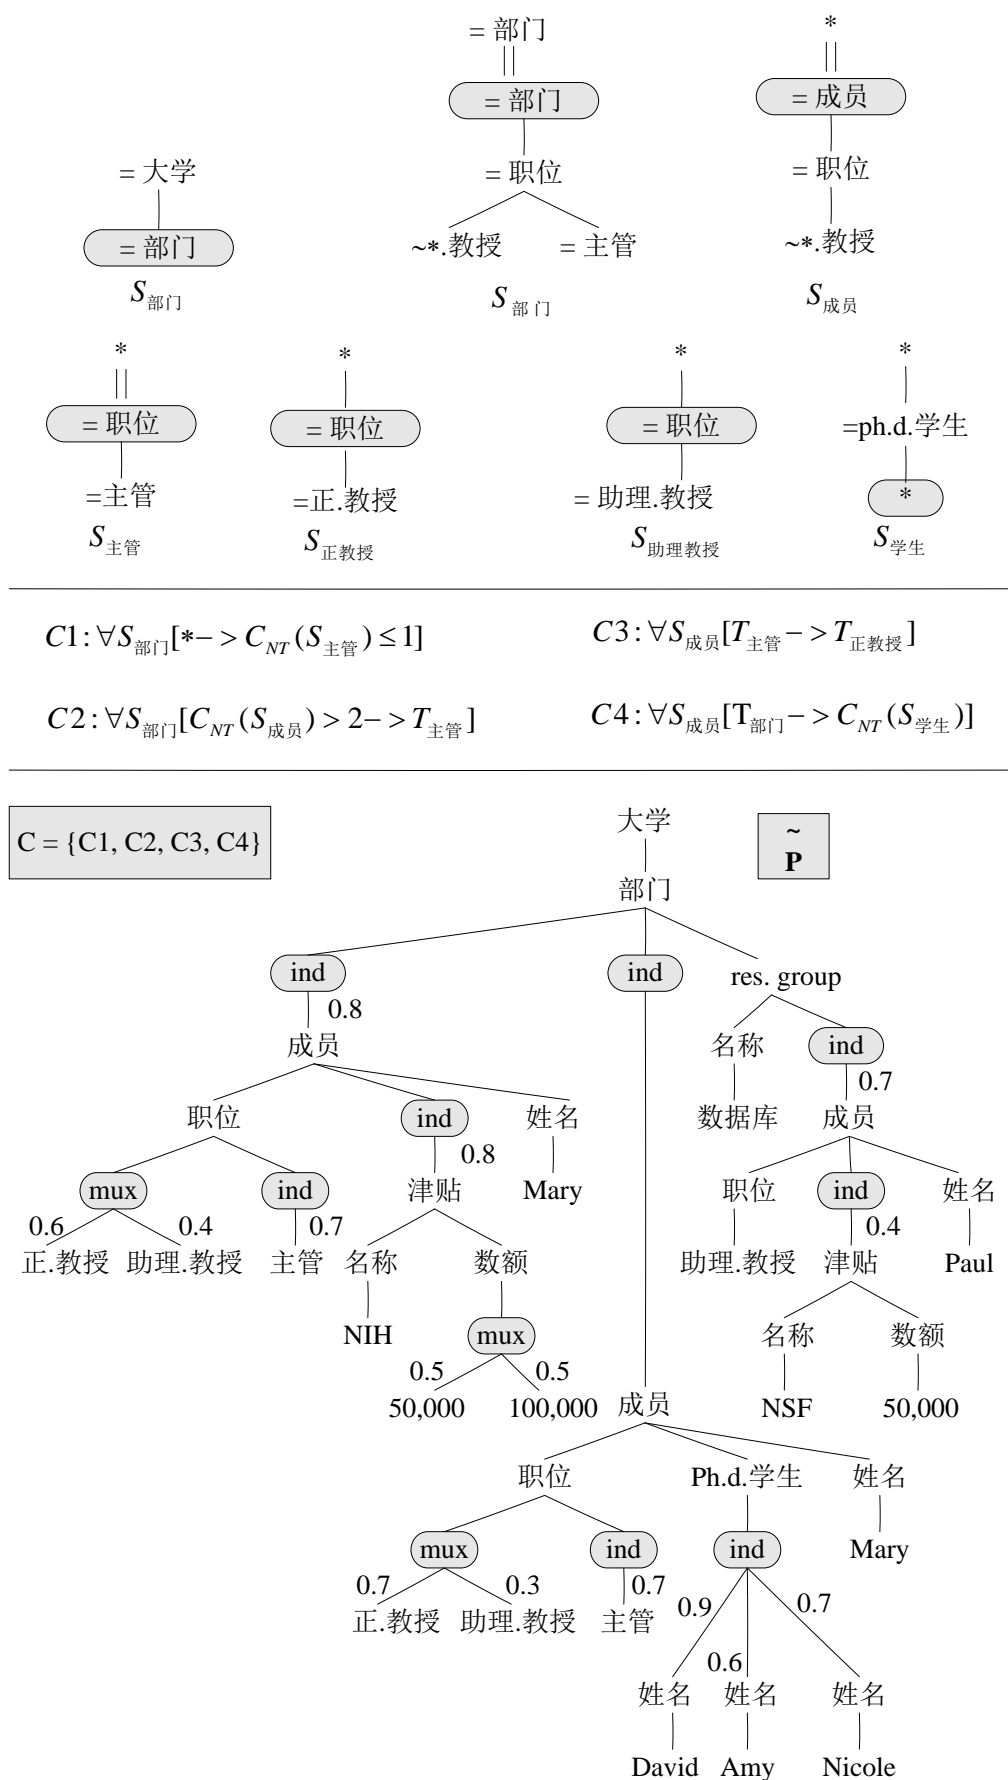 = 部门
*
= 部门
= 成员
= 大学
= 职位
= 职位
= 部门
~*.教授
= 主管
~*.教授
S部门
S部 门
S成员
*
*
*
*
= 职位
= 职位
= 职位
=ph.d.学生
=主管
=正.教授
= 助理.教授
*
S主管
S正教授
S助理教授
S学生
C1: ∀S部门[*−> C_NT(S主管) ≤ 1]
C3: ∀S成员[T主管 −> T正教授]
C2: ∀S部门[C_NT(S成员) > 2−> T主管]
C4: ∀S成员[T部门 −> C_NT(S学生)]
C = {C1, C2, C3, C4}
大学
~
P
部门
ind
ind
res. group
0.8
成员
名称
ind
0.7
职位
ind
姓名
数据库
成员
0.8
mux
ind
津贴
Mary
职位
ind
姓名
0.6
0.4
0.7
0.4
正.教授
助理.教授
主管
名称
数额
助理.教授
津贴
Paul
NIH
mux
名称
数额
0.5
0.5
50,000
100,000
成员
NSF
50,000
职位
Ph.d.学生
姓名
mux
ind
ind
Mary
0.7
0.3
0.7
0.9
0.7
正.教授
助理.教授
主管
0.6
姓名
姓名
姓名
David
Amy
Nicole